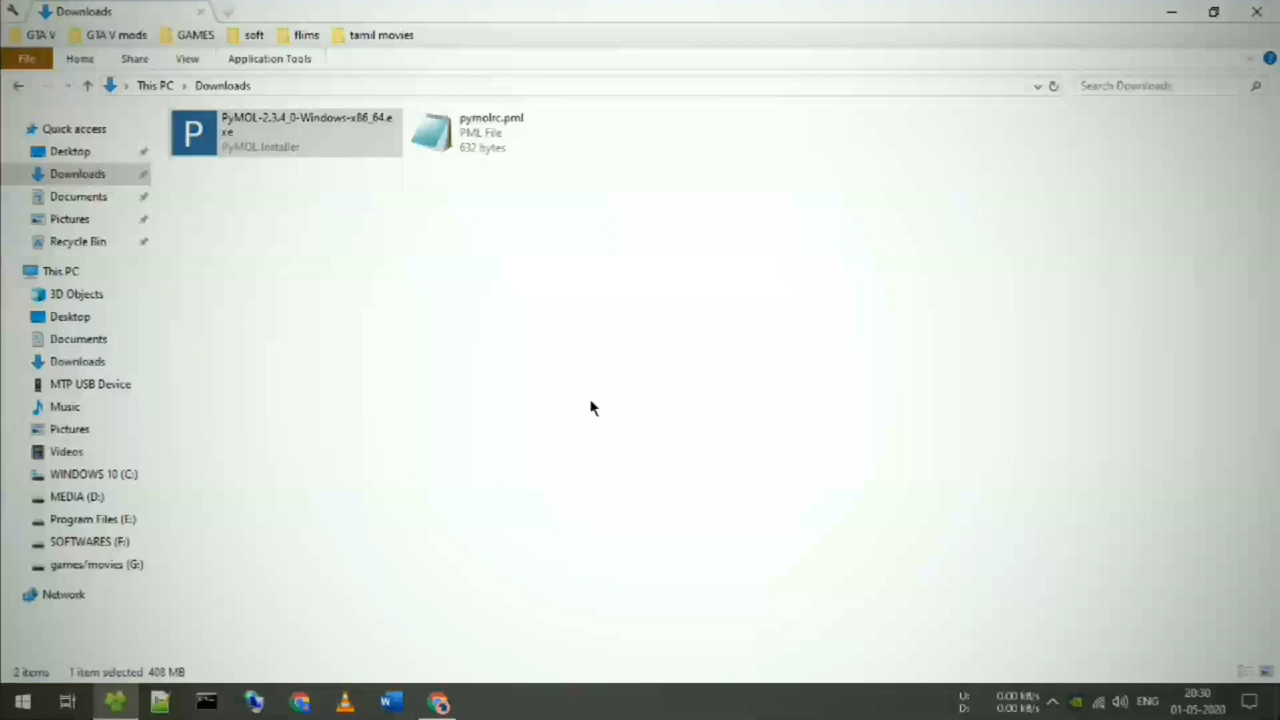 Downloads
GTA V GTA V mods GAMES soft flims tamil movies
File Home Share View Application Tools
This PC Downloads Search Downloads
PyMOL-2.3.4_0-Windows-x86_64.e
xe
PyMOL Installer
pymolrc.pml
PML File
632 bytes
Quick access
Desktop
Downloads
Documents
Pictures
Recycle Bin
This PC
3D Objects
Desktop
Documents
Downloads
MTP USB Device
Music
Pictures
Videos
WINDOWS 10 (C:)
MEDIA (D:)
Program Files (E:)
SOFTWARES (F:)
games/movies (G:)
Network
2 items 1 item selected 408 MB
U: 0.00 kB/s
D: 0.00 kB/s
ENG
20:30
01-05-2020